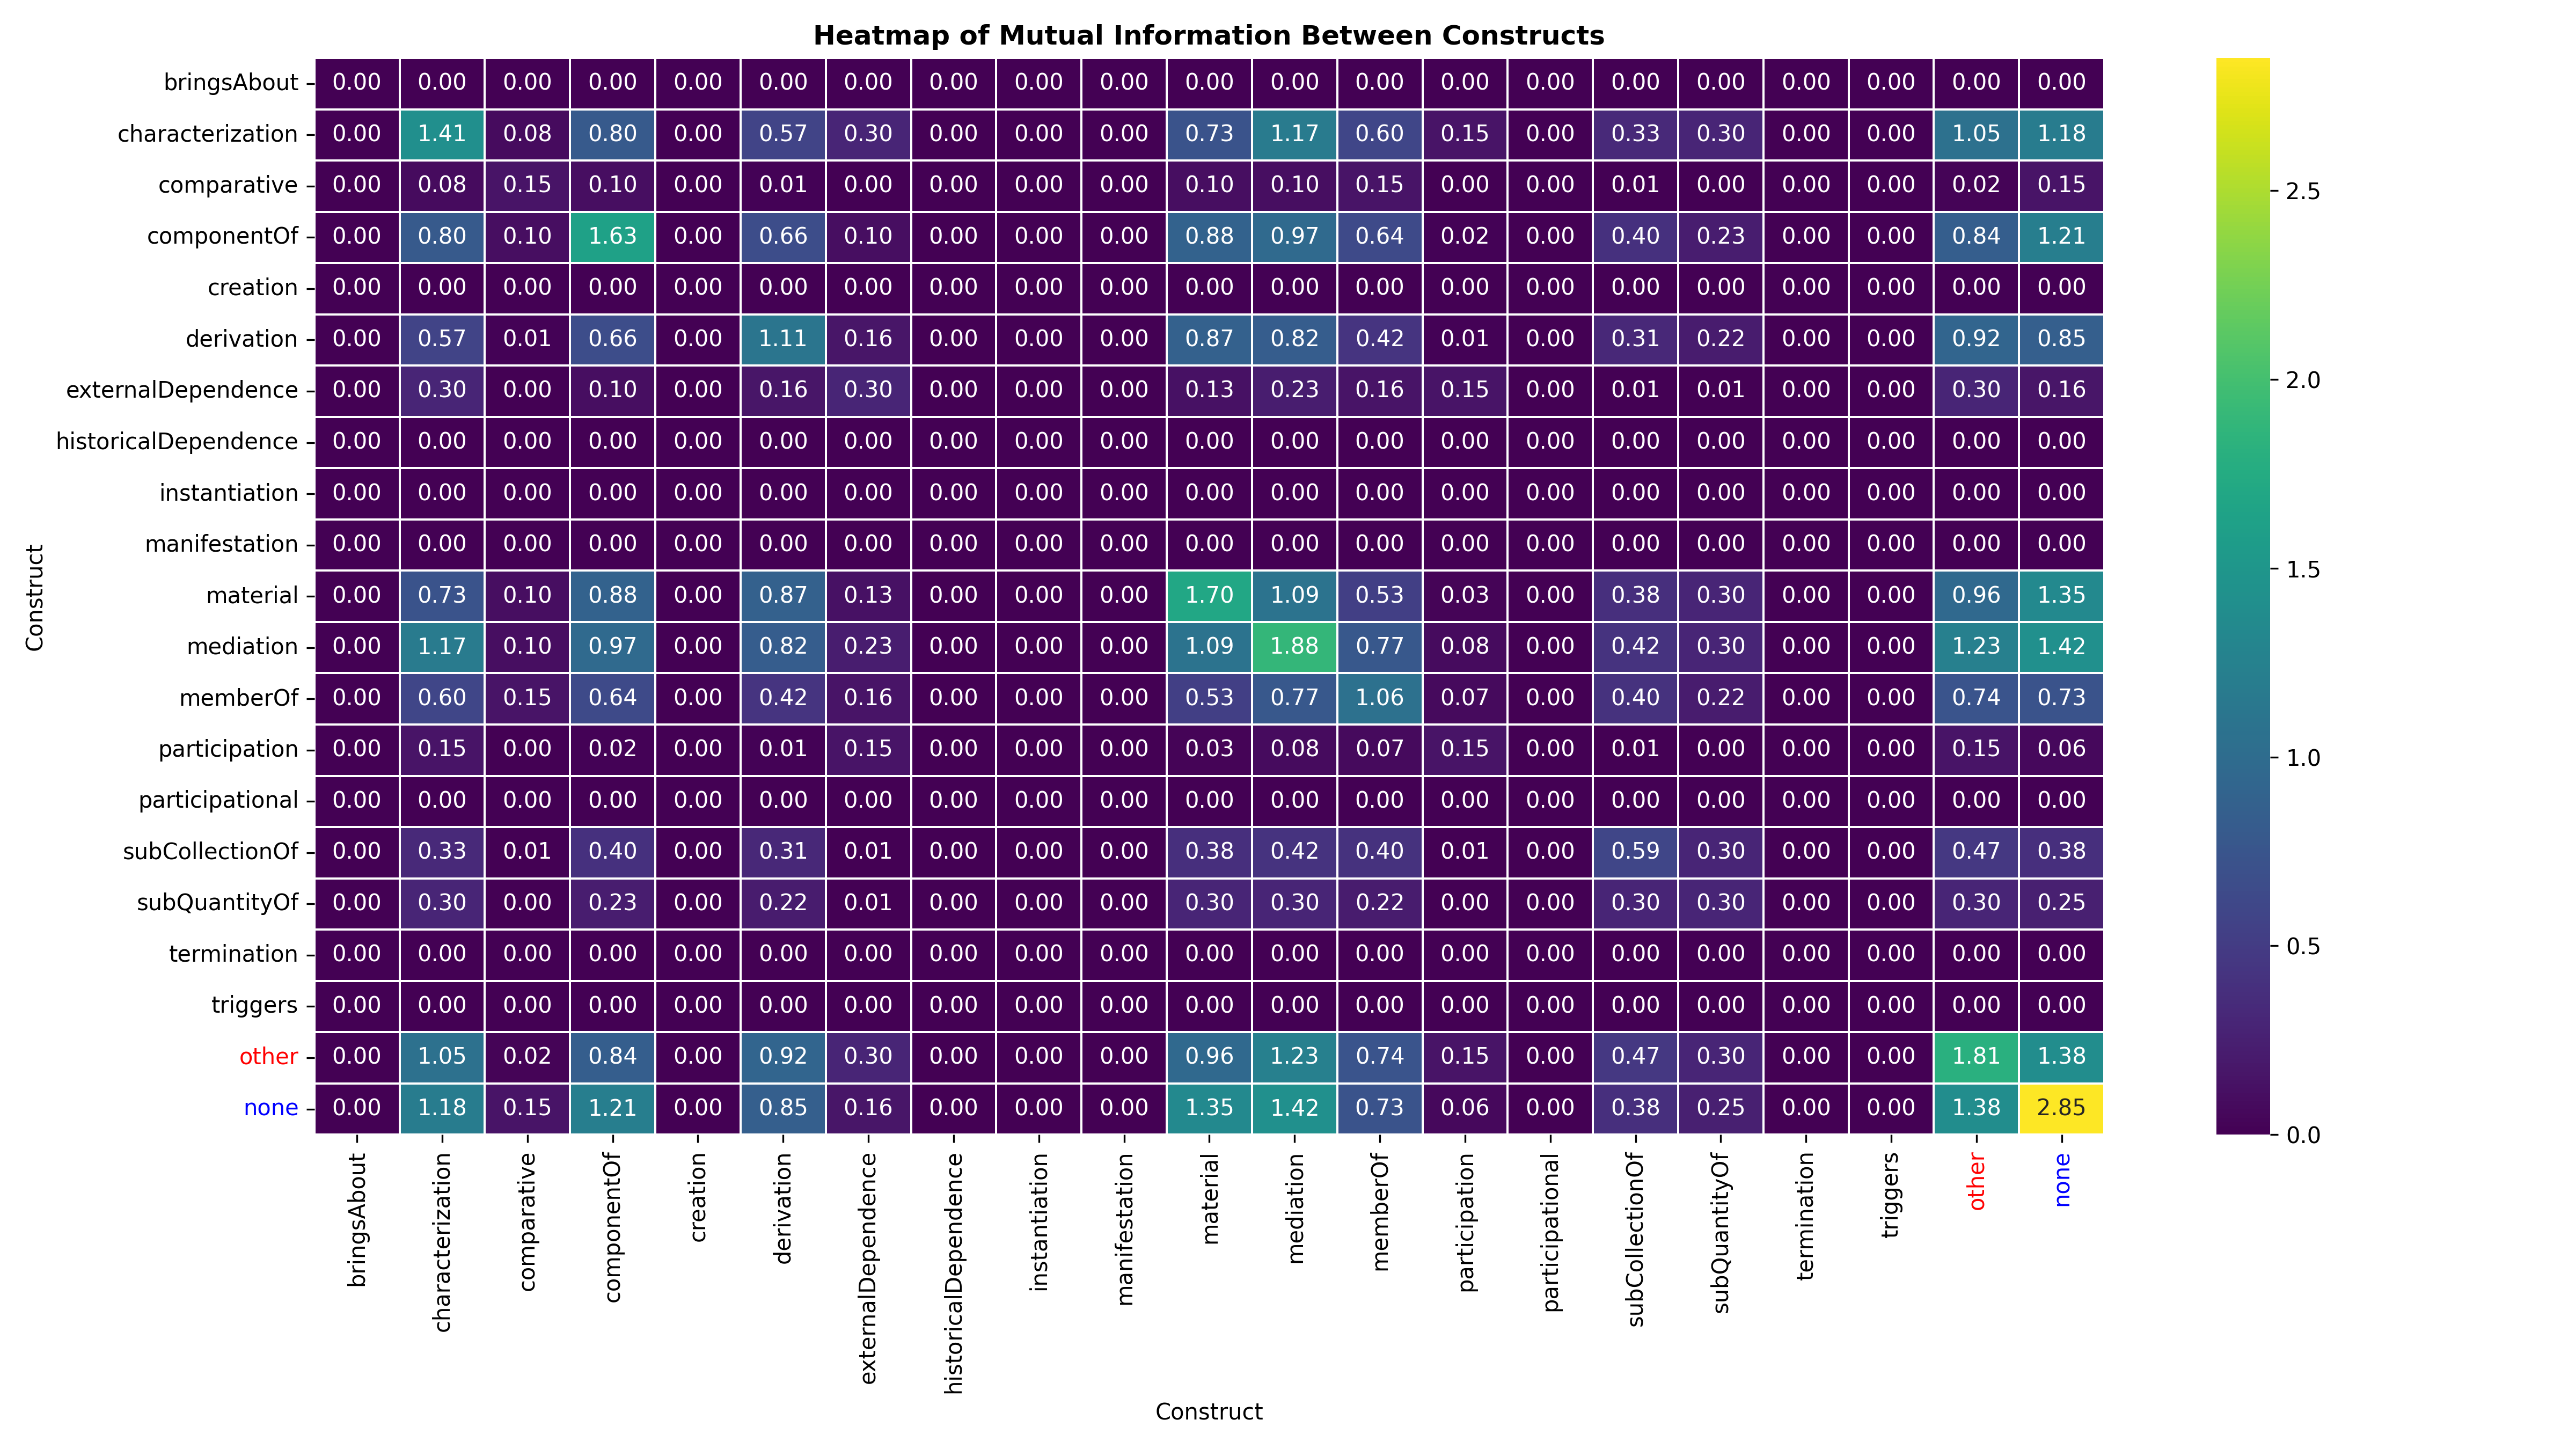 Heatmap of Mutual Information Between Constructs
bringsAbout 0.00 0.00 0.00 0.00 0.00 0.00 0.00 0.00 0.00 0.00 0.00 0.00 0.00 0.00 0.00 0.00 0.00 0.00 0.00 0.00 0.00
characterization 0.00 1.41 0.08 0.80 0.00 0.57 0.30 0.00 0.00 0.00 0.73 1.17 0.60 0.15 0.00 0.33 0.30 0.00 0.00 1.05 1.18
comparative 0.00 0.08 0.15 0.10 0.00 0.01 0.00 0.00 0.00 0.00 0.10 0.10 0.15 0.00 0.00 0.01 0.00 0.00 0.00 0.02 0.15
componentOf 0.00 0.80 0.10 1.63 0.00 0.66 0.10 0.00 0.00 0.00 0.88 0.97 0.64 0.02 0.00 0.40 0.23 0.00 0.00 0.84 1.21
creation 0.00 0.00 0.00 0.00 0.00 0.00 0.00 0.00 0.00 0.00 0.00 0.00 0.00 0.00 0.00 0.00 0.00 0.00 0.00 0.00 0.00
derivation 0.00 0.57 0.01 0.66 0.00 1.11 0.16 0.00 0.00 0.00 0.87 0.82 0.42 0.01 0.00 0.31 0.22 0.00 0.00 0.92 0.85
externalDependence 0.00 0.30 0.00 0.10 0.00 0.16 0.30 0.00 0.00 0.00 0.13 0.23 0.16 0.15 0.00 0.01 0.01 0.00 0.00 0.30 0.16
historicalDependence 0.00 0.00 0.00 0.00 0.00 0.00 0.00 0.00 0.00 0.00 0.00 0.00 0.00 0.00 0.00 0.00 0.00 0.00 0.00 0.00 0.00
instantiation 0.00 0.00 0.00 0.00 0.00 0.00 0.00 0.00 0.00 0.00 0.00 0.00 0.00 0.00 0.00 0.00 0.00 0.00 0.00 0.00 0.00
manifestation 0.00 0.00 0.00 0.00 0.00 0.00 0.00 0.00 0.00 0.00 0.00 0.00 0.00 0.00 0.00 0.00 0.00 0.00 0.00 0.00 0.00
material 0.00 0.73 0.10 0.88 0.00 0.87 0.13 0.00 0.00 0.00 1.70 1.09 0.53 0.03 0.00 0.38 0.30 0.00 0.00 0.96 1.35
mediation 0.00 1.17 0.10 0.97 0.00 0.82 0.23 0.00 0.00 0.00 1.09 1.88 0.77 0.08 0.00 0.42 0.30 0.00 0.00 1.23 1.42
memberOf 0.00 0.60 0.15 0.64 0.00 0.42 0.16 0.00 0.00 0.00 0.53 0.77 1.06 0.07 0.00 0.40 0.22 0.00 0.00 0.74 0.73
participation 0.00 0.15 0.00 0.02 0.00 0.01 0.15 0.00 0.00 0.00 0.03 0.08 0.07 0.15 0.00 0.01 0.00 0.00 0.00 0.15 0.06
participational 0.00 0.00 0.00 0.00 0.00 0.00 0.00 0.00 0.00 0.00 0.00 0.00 0.00 0.00 0.00 0.00 0.00 0.00 0.00 0.00 0.00
subCollectionOf 0.00 0.33 0.01 0.40 0.00 0.31 0.01 0.00 0.00 0.00 0.38 0.42 0.40 0.01 0.00 0.59 0.30 0.00 0.00 0.47 0.38
subQuantityOf 0.00 0.30 0.00 0.23 0.00 0.22 0.01 0.00 0.00 0.00 0.30 0.30 0.22 0.00 0.00 0.30 0.30 0.00 0.00 0.30 0.25
termination 0.00 0.00 0.00 0.00 0.00 0.00 0.00 0.00 0.00 0.00 0.00 0.00 0.00 0.00 0.00 0.00 0.00 0.00 0.00 0.00 0.00
triggers 0.00 0.00 0.00 0.00 0.00 0.00 0.00 0.00 0.00 0.00 0.00 0.00 0.00 0.00 0.00 0.00 0.00 0.00 0.00 0.00 0.00
other 0.00 1.05 0.02 0.84 0.00 0.92 0.30 0.00 0.00 0.00 0.96 1.23 0.74 0.15 0.00 0.47 0.30 0.00 0.00 1.81 1.38
none 0.00 1.18 0.15 1.21 0.00 0.85 0.16 0.00 0.00 0.00 1.35 1.42 0.73 0.06 0.00 0.38 0.25 0.00 0.00 1.38 2.85
Construct
bringsAbout
characterization
comparative
componentOf
creation
derivation
externalDependence
historicalDependence
instantiation
manifestation
material
mediation
memberOf
participation
participational
subCollectionOf
subQuantityOf
termination
triggers
other
none
Construct
2.5
2.0
1.5
1.0
0.5
0.0